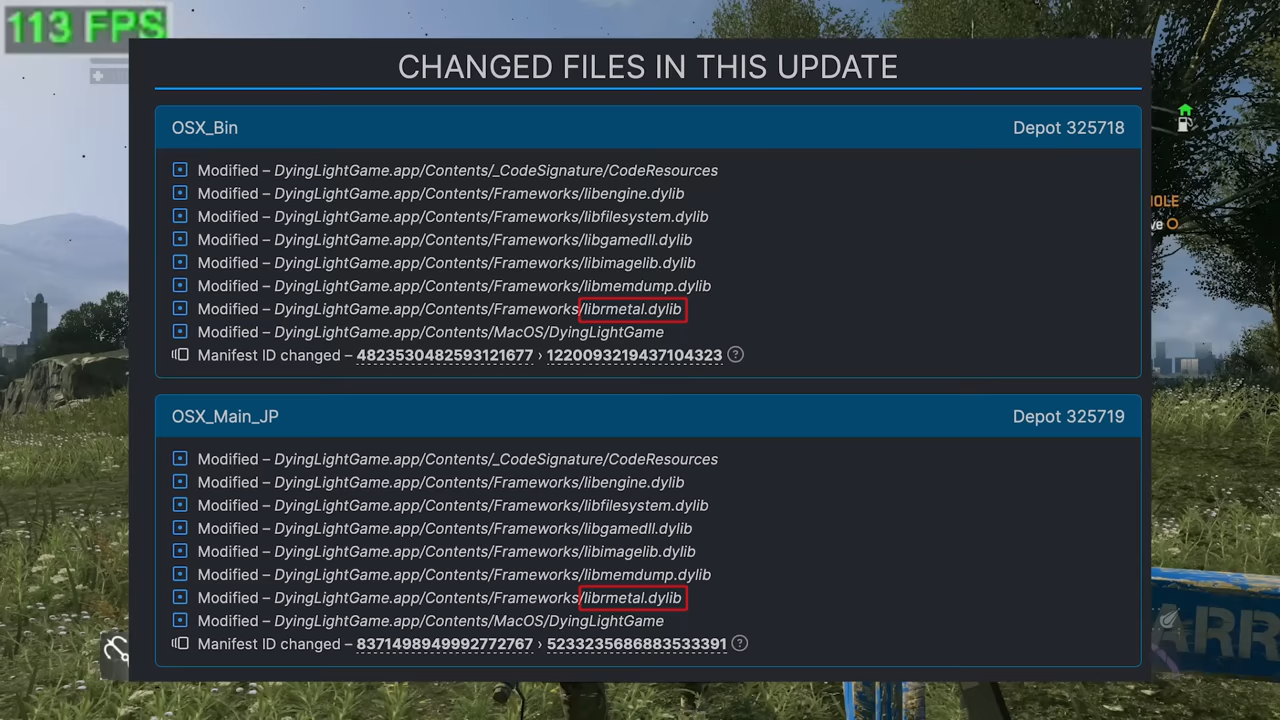 113 FPS
CHANGED FILES IN THIS UPDATE
OSX_Bin Depot 325718
Modified – DyingLightGame.app/Contents/_CodeSignature/CodeResources
Modified – DyingLightGame.app/Contents/Frameworks/libengine.dylib
Modified – DyingLightGame.app/Contents/Frameworks/libfilesystem.dylib
Modified – DyingLightGame.app/Contents/Frameworks/libgamedll.dylib
Modified – DyingLightGame.app/Contents/Frameworks/libimagelib.dylib
Modified – DyingLightGame.app/Contents/Frameworks/libmemdump.dylib
Modified – DyingLightGame.app/Contents/Frameworks/librmetal.dylib
Modified – DyingLightGame.app/Contents/MacOS/DyingLightGame
Manifest ID changed – 4823530482593121677 › 1220093219437104323 ?
OSX_Main_JP Depot 325719
Modified – DyingLightGame.app/Contents/_CodeSignature/CodeResources
Modified – DyingLightGame.app/Contents/Frameworks/libengine.dylib
Modified – DyingLightGame.app/Contents/Frameworks/libfilesystem.dylib
Modified – DyingLightGame.app/Contents/Frameworks/libgamedll.dylib
Modified – DyingLightGame.app/Contents/Frameworks/libimagelib.dylib
Modified – DyingLightGame.app/Contents/Frameworks/libmemdump.dylib
Modified – DyingLightGame.app/Contents/Frameworks/librmetal.dylib
Modified – DyingLightGame.app/Contents/MacOS/DyingLightGame
Manifest ID changed – 8371498949992772767 › 5233235686883533391 ?